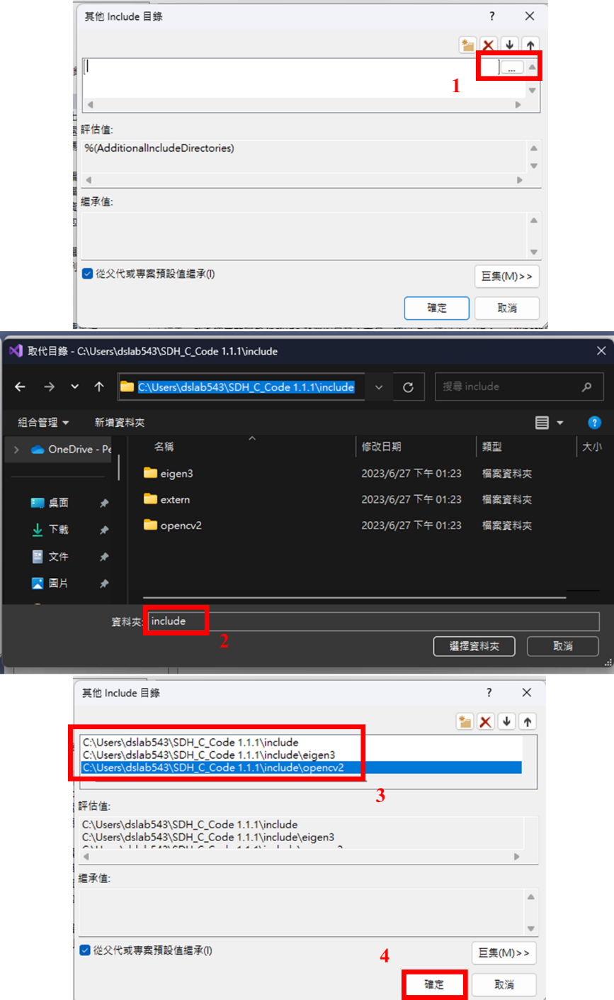 其他 Include 目錄
?
...
1
評估值:
%(AdditionalIncludeDirectories)
繼承值:
從父代或專案預設值繼承(I)
巨集(M)>>
確定
取消
取代目錄 - C:\Users\dslab543\SDH_C_Code 1.1.1\include
C:\Users\dslab543\SDH_C_Code 1.1.1\include
搜尋 include
組合管理
新增資料夾
?
OneDrive - Pe
名稱
修改日期
類型
大小
eigen3
2023/6/27 下午 01:23
檔案資料夾
extern
2023/6/27 下午 01:23
檔案資料夾
opencv2
2023/6/27 下午 01:23
檔案資料夾
桌面
下載
文件
圖片
資料夾:
include
2
選擇資料夾
取消
其他 Include 目錄
?
C:\Users\dslab543\SDH_C_Code 1.1.1\include
C:\Users\dslab543\SDH_C_Code 1.1.1\include\eigen3
C:\Users\dslab543\SDH_C_Code 1.1.1\include\opencv2
3
評估值:
C:\Users\dslab543\SDH_C_Code 1.1.1\include
C:\Users\dslab543\SDH_C_Code 1.1.1\include\eigen3
繼承值:
從父代或專案預設值繼承(I)
巨集(M)>>
4
確定
取消